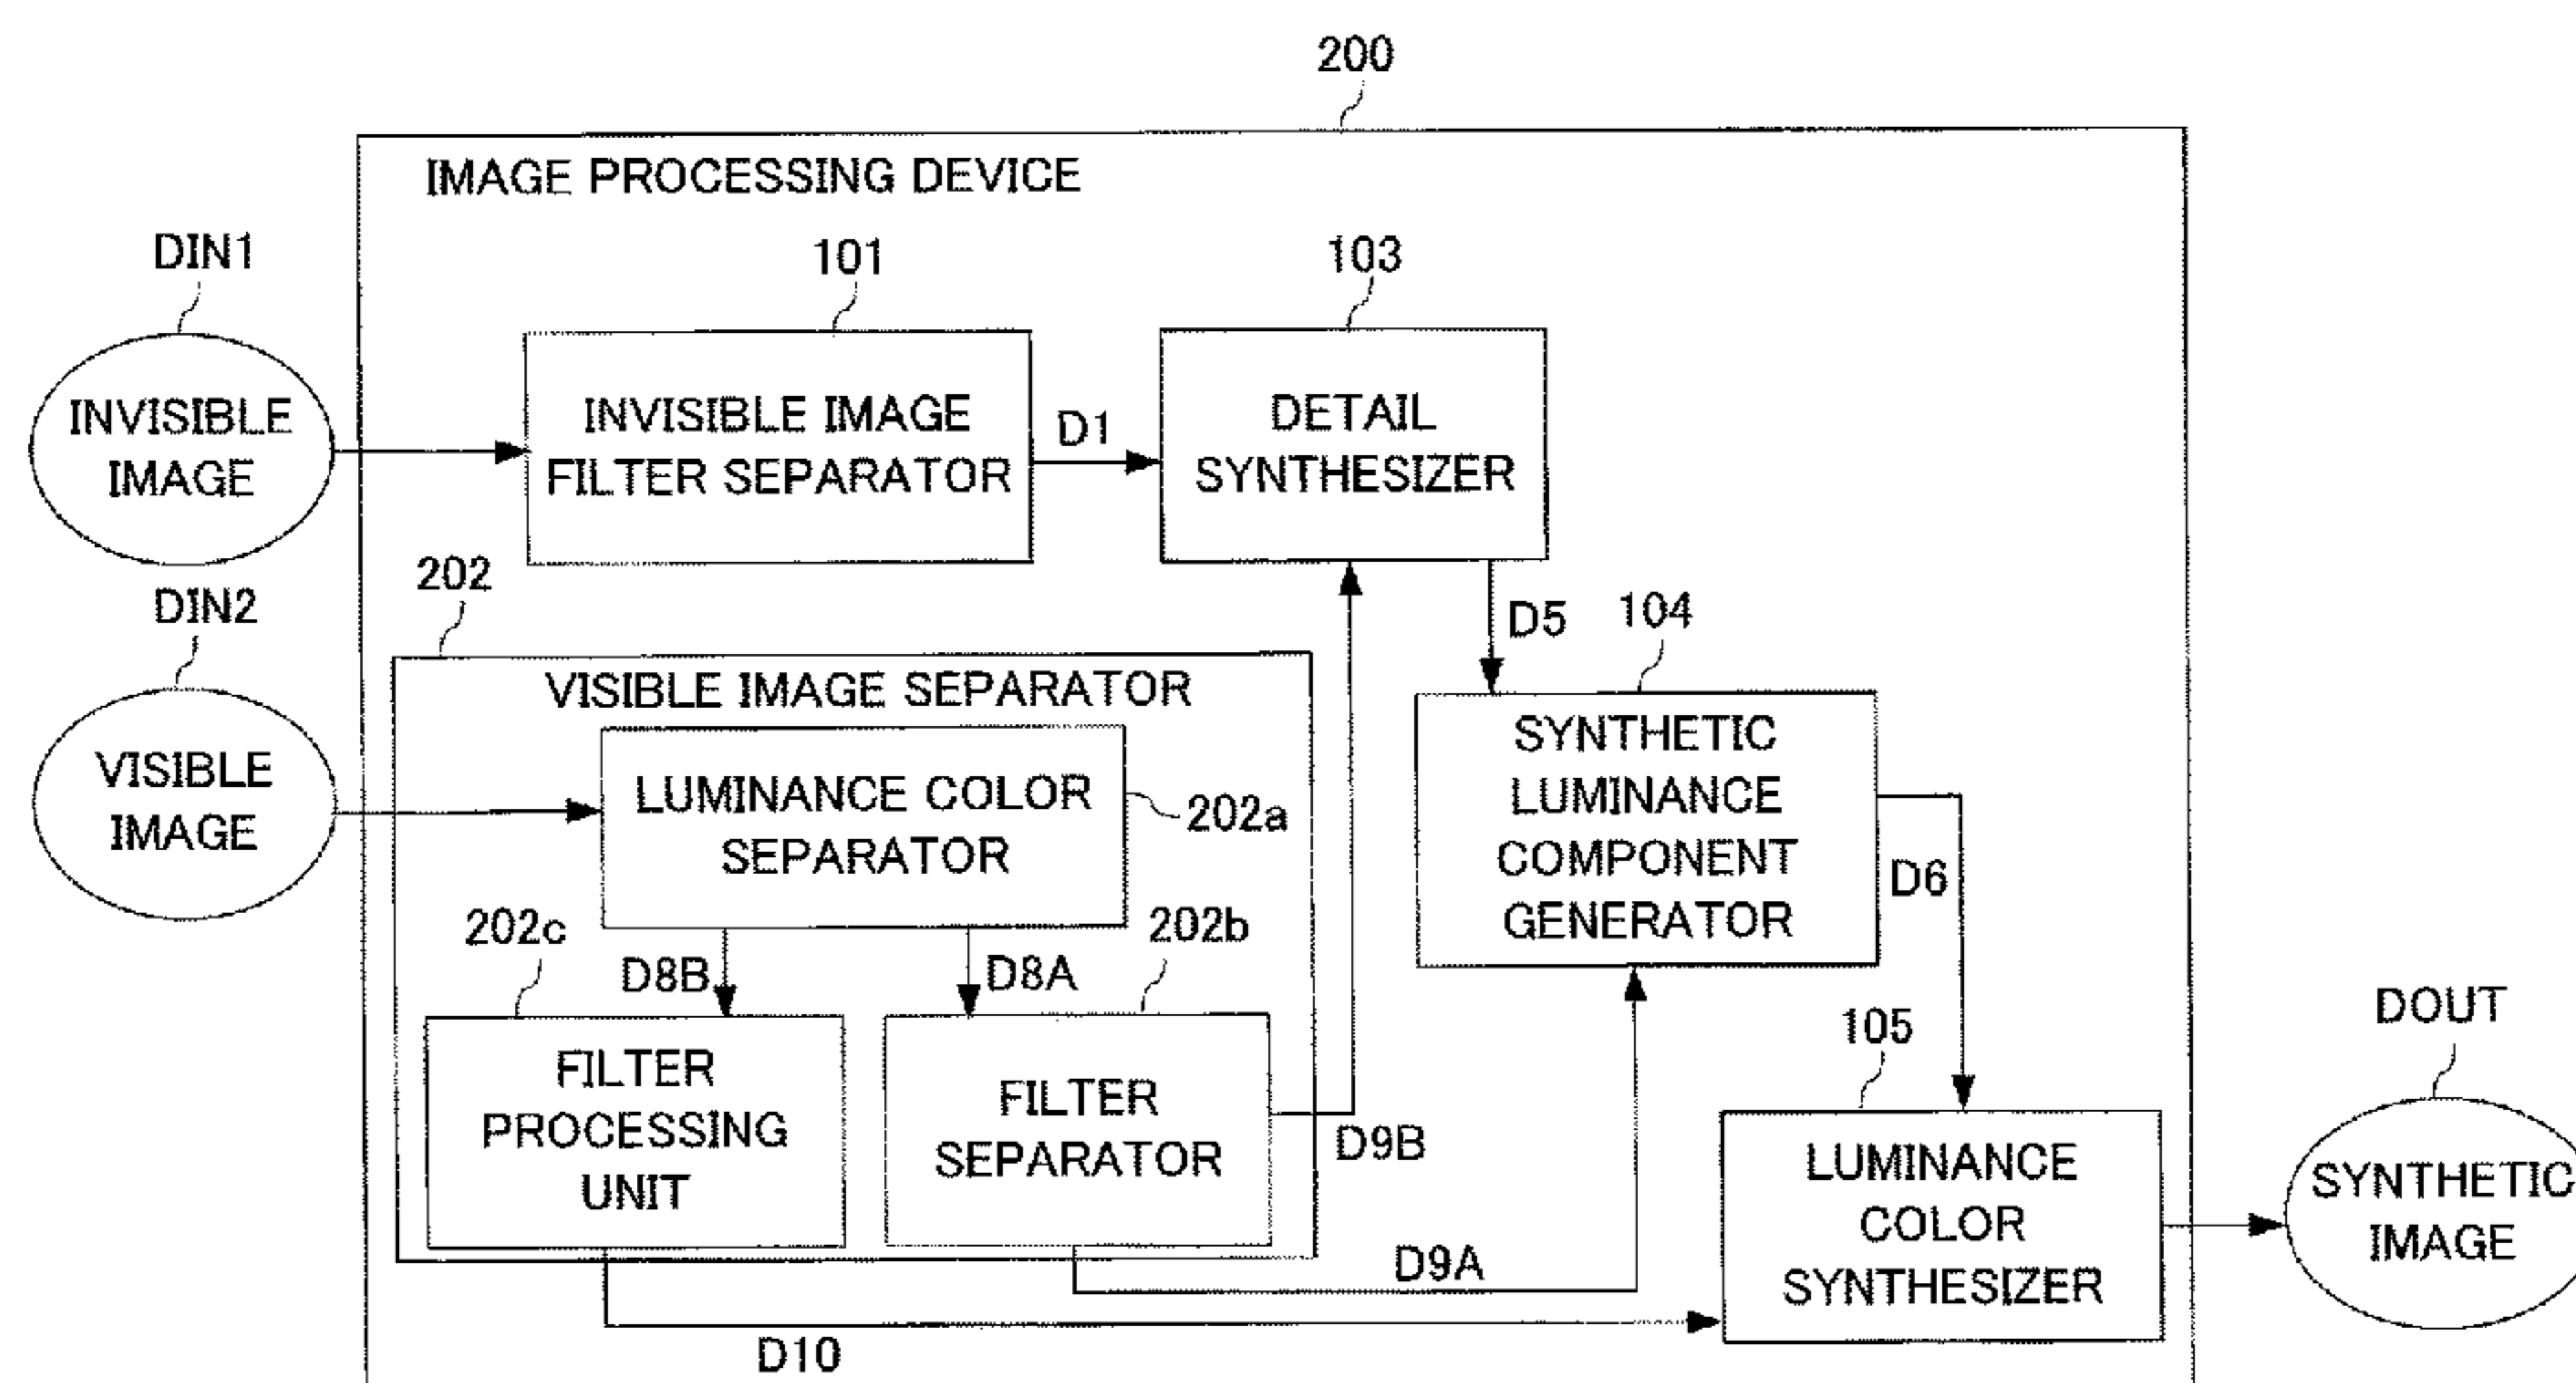 200
IMAGE PROCESSING DEVICE
DIN1
101
103
INVISIBLE
IMAGE
INVISIBLE IMAGE
FILTER SEPARATOR
D1
DETAIL
SYNTHESIZER
202
DIN2
D5
104
VISIBLE IMAGE SEPARATOR
VISIBLE
IMAGE
LUMINANCE COLOR
SEPARATOR
202a
SYNTHETIC
LUMINANCE
COMPONENT
GENERATOR
D6
202c
202b
D8B
D8A
FILTER
PROCESSING
UNIT
FILTER
SEPARATOR
D9B
105
DOUT
LUMINANCE
COLOR
SYNTHESIZER
SYNTHETIC
IMAGE
D9A
D10